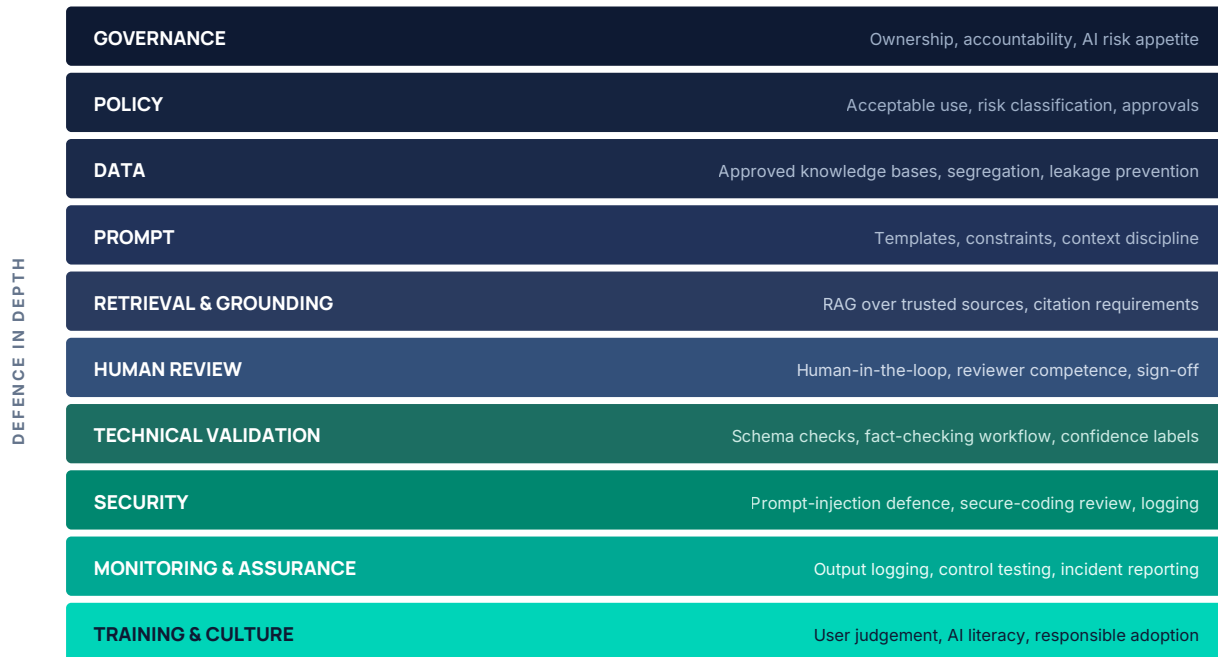 GOVERNANCE
Ownership, accountability, AI risk appetite
POLICY
Acceptable use, risk classification, approvals
DATA
Approved knowledge bases, segregation, leakage prevention
PROMPT
Templates, constraints, context discipline
RETRIEVAL & GROUNDING
RAG over trusted sources, citation requirements
HUMAN REVIEW
Human-in-the-loop, reviewer competence, sign-off
TECHNICAL VALIDATION
Schema checks, fact-checking workflow, confidence labels
SECURITY
Prompt-injection defence, secure-coding review, logging
MONITORING & ASSURANCE
Output logging, control testing, incident reporting
TRAINING & CULTURE
User judgement, AI literacy, responsible adoption
DEFENCE IN DEPTH